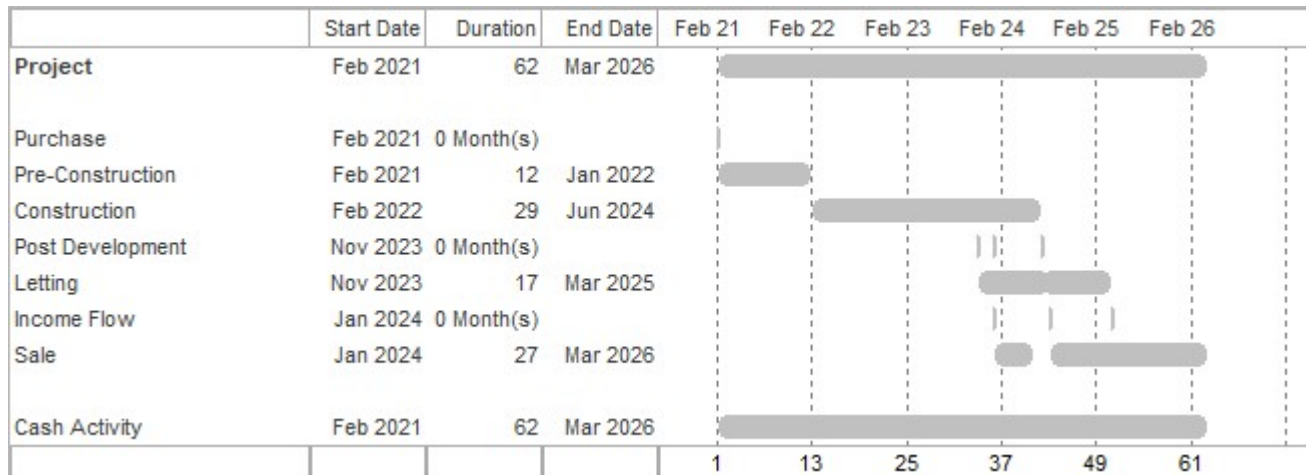 Start Date Duration End Date Feb 21 Feb 22 Feb 23 Feb 24 Feb 25 Feb 26
Project Feb 2021 62 Mar 2026
Purchase Feb 2021 0 Month(s)
Pre-Construction Feb 2021 12 Jan 2022
Construction Feb 2022 29 Jun 2024
Post Development Nov 2023 0 Month(s)
Letting Nov 2023 17 Mar 2025
Income Flow Jan 2024 0 Month(s)
Sale Jan 2024 27 Mar 2026
Cash Activity Feb 2021 62 Mar 2026
1 13 25 37 49 61